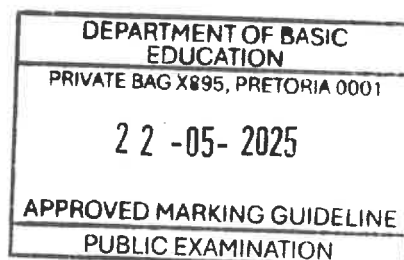 DEPARTMENT OF BASIC
EDUCATION
PRIVATE BAG X895, PRETORIA 0001
22 -05- 2025
APPROVED MARKING GUIDELINE
PUBLIC EXAMINATION